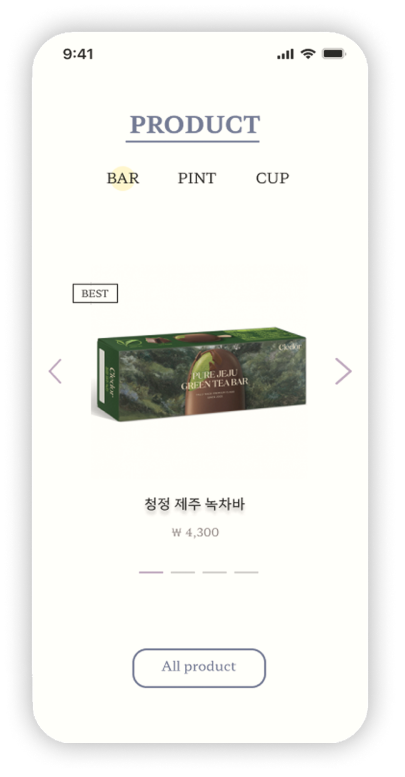 9:41
PRODUCT
BAR PINT CUP
BEST
Cledor
Cledor
PURE JEJU
GREEN TEA BAR
청정 제주 녹차바
₩ 4,300
All product